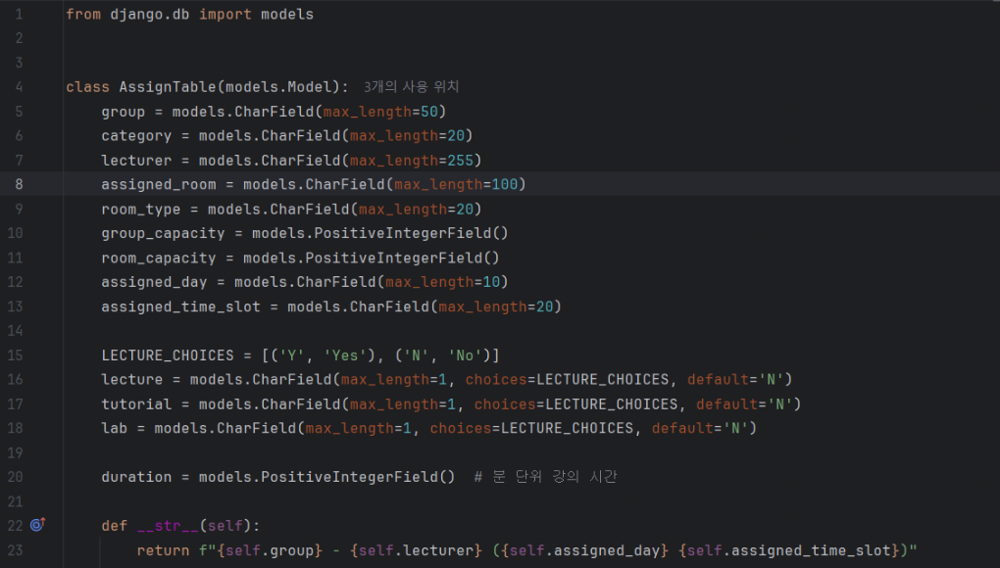 1 from django.db import models
2
3
4 class AssignTable(models.Model): 3개의 사용 위치
5 group = models.CharField(max_length=50)
6 category = models.CharField(max_length=20)
7 lecturer = models.CharField(max_length=255)
8 assigned_room = models.CharField(max_length=100)
9 room_type = models.CharField(max_length=20)
10 group_capacity = models.PositiveIntegerField()
11 room_capacity = models.PositiveIntegerField()
12 assigned_day = models.CharField(max_length=10)
13 assigned_time_slot = models.CharField(max_length=20)
14
15 LECTURE_CHOICES = [('Y', 'Yes'), ('N', 'No')]
16 lecture = models.CharField(max_length=1, choices=LECTURE_CHOICES, default='N')
17 tutorial = models.CharField(max_length=1, choices=LECTURE_CHOICES, default='N')
18 lab = models.CharField(max_length=1, choices=LECTURE_CHOICES, default='N')
19
20 duration = models.PositiveIntegerField() # 분 단위 강의 시간
21
22 def __str__(self):
23 return f"{self.group} - {self.lecturer} ({self.assigned_day} {self.assigned_time_slot})"